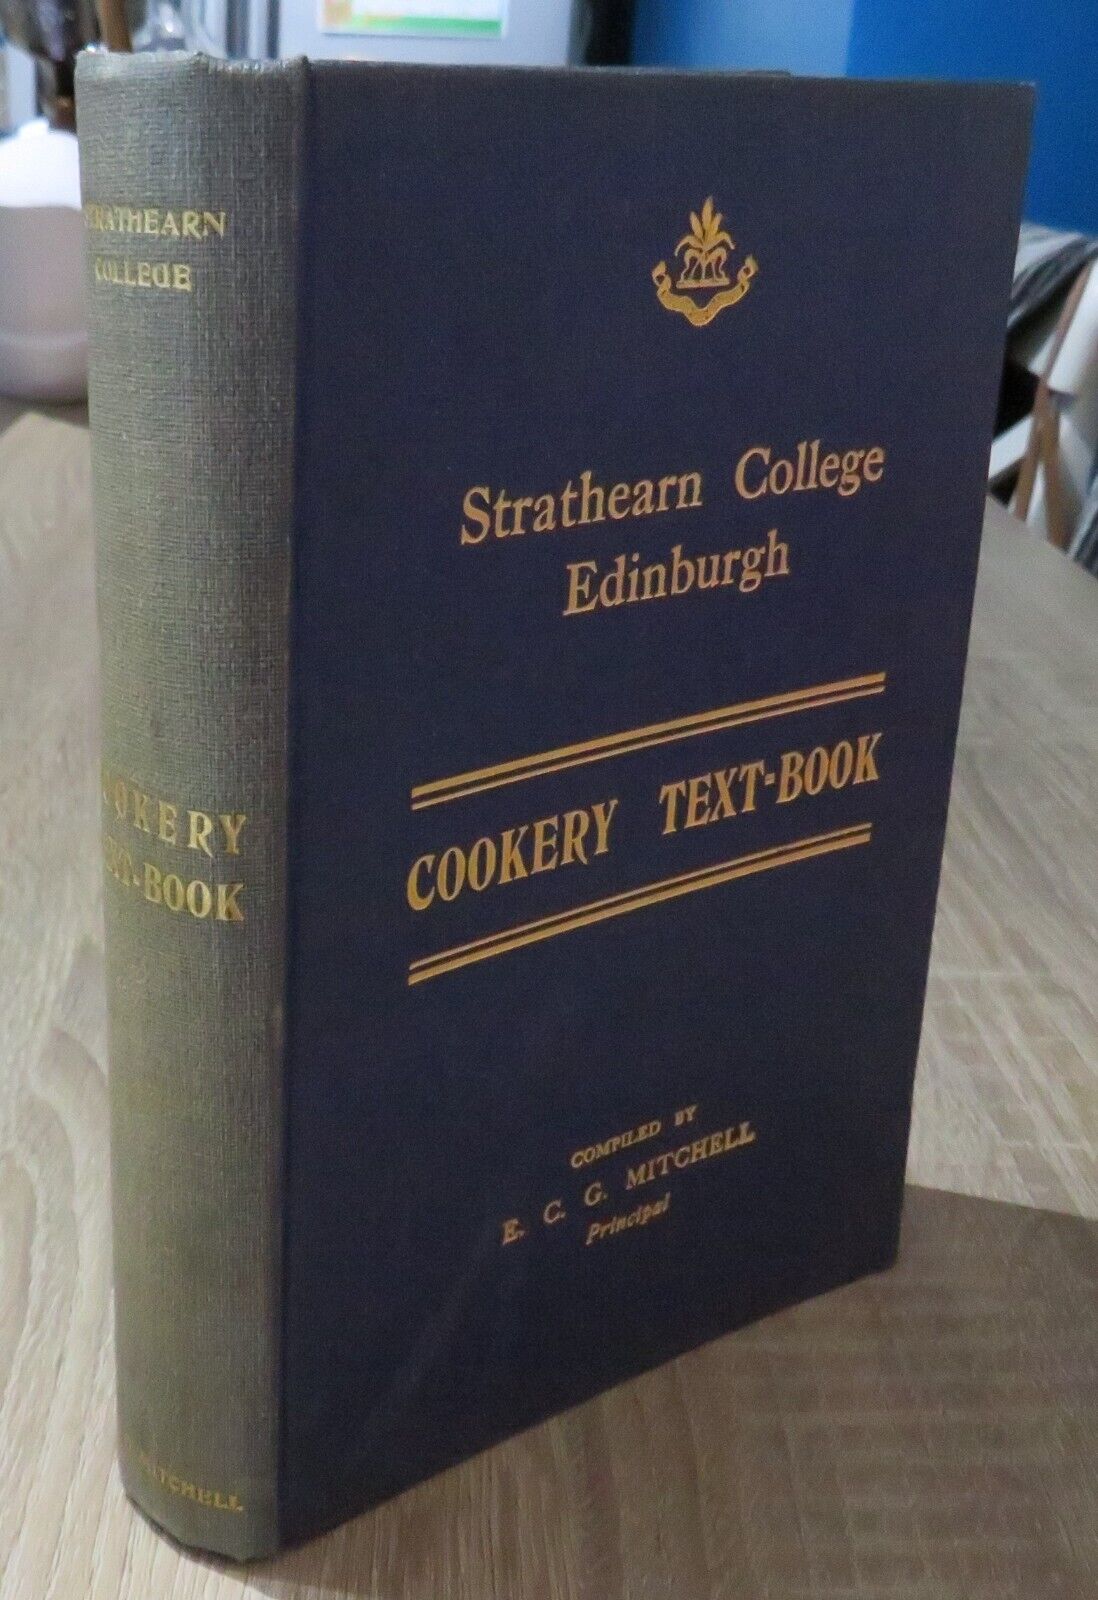 STRATHEARN
COLLEGE
COOKERY
TEXT-BOOK
MITCHELL
Strathearn College
Edinburgh
COOKERY TEXT-BOOK
COMPILED BY
E. C. G. MITCHELL
Principal